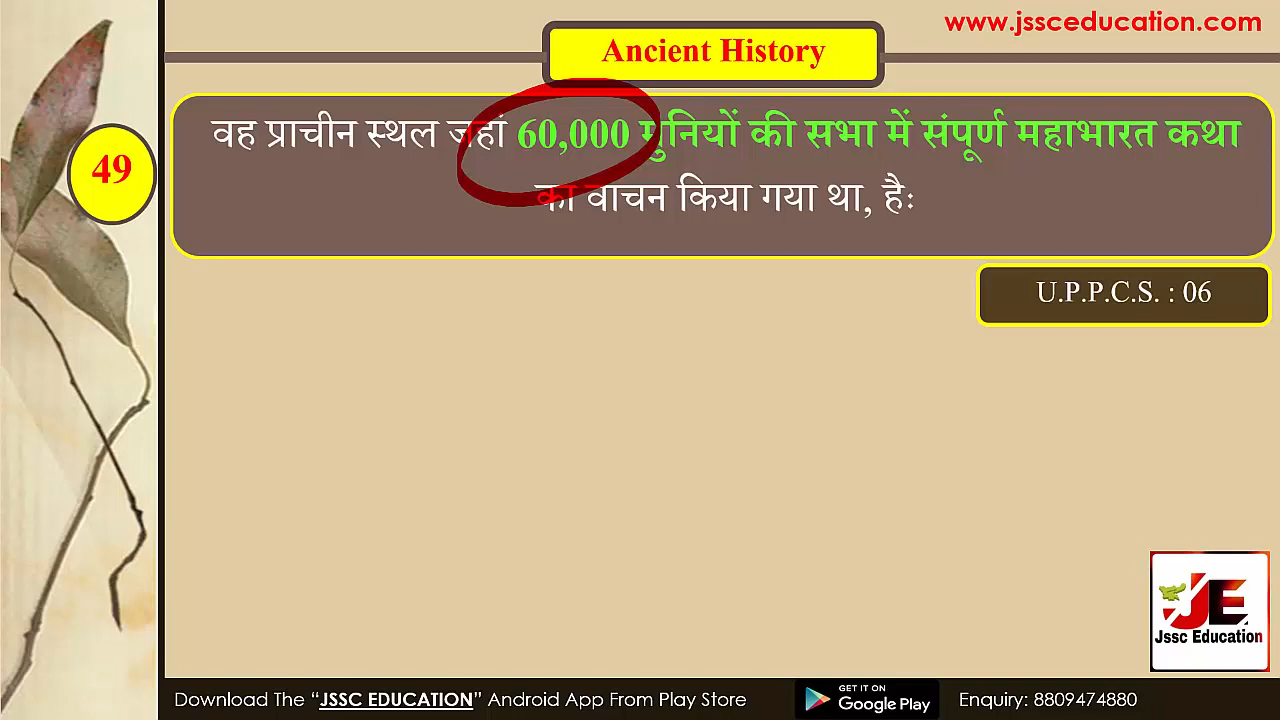 www.jssceducation.com
Ancient History
49
वह प्राचीन स्थल जहां 60,000 मुनियों की सभा में संपूर्ण महाभारत कथा
का वाचन किया गया था, हैः
U.P.P.C.S. : 06
JE
Jssc Education
Download The “JSSC EDUCATION” Android App From Play Store
GET IT ON
Google Play
Enquiry: 8809474880